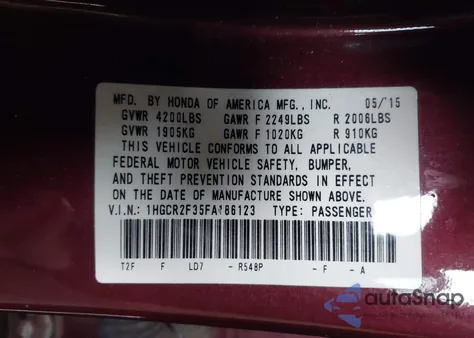 MFD. BY HONDA OF AMERICA MFG., INC. 05/15
GVWR 4200LBS GAWR F 2249LBS R 2006LBS
GVWR 1905KG GAWR F 1020KG R 910KG
THIS VEHICLE CONFORMS TO ALL APPLICABLE
FEDERAL MOTOR VEHICLE SAFETY, BUMPER,
AND THEFT PREVENTION STANDARDS IN EFFECT
ON THE DATE OF MANUFACTURE SHOWN ABOVE.
V.I.N.: 1HGCR2F35FA186123 TYPE: PASSENGER
T2F F LD7 - R548P - F - A
autoSnap